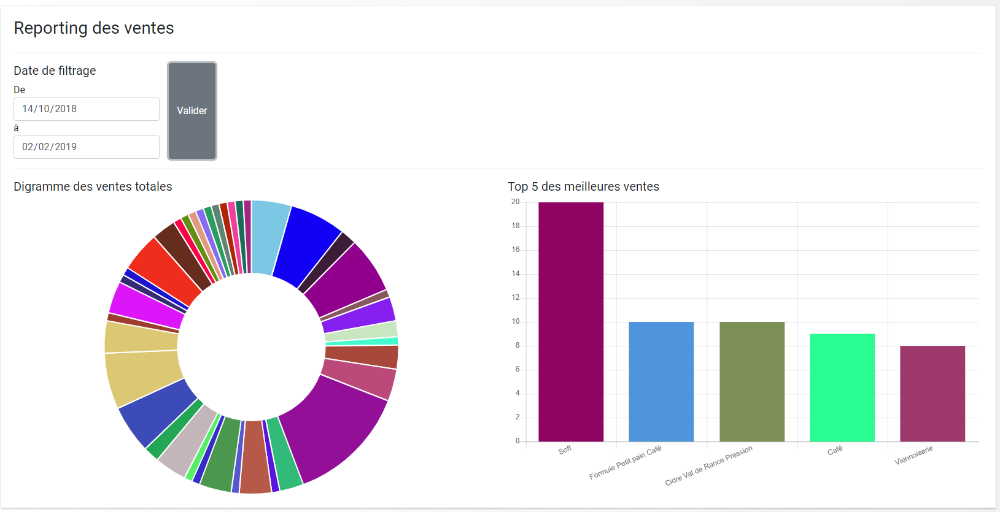 Reporting des ventes
Date de filtrage
De
14/10/2018
à
02/02/2019
Valider
Digramme des ventes totales
Top 5 des meilleures ventes
20
18
16
14
12
10
8
6
4
2
0
Soft
Formule Petit pain Café
Cidre Val de Rance Pression
Café
Viennoiserie